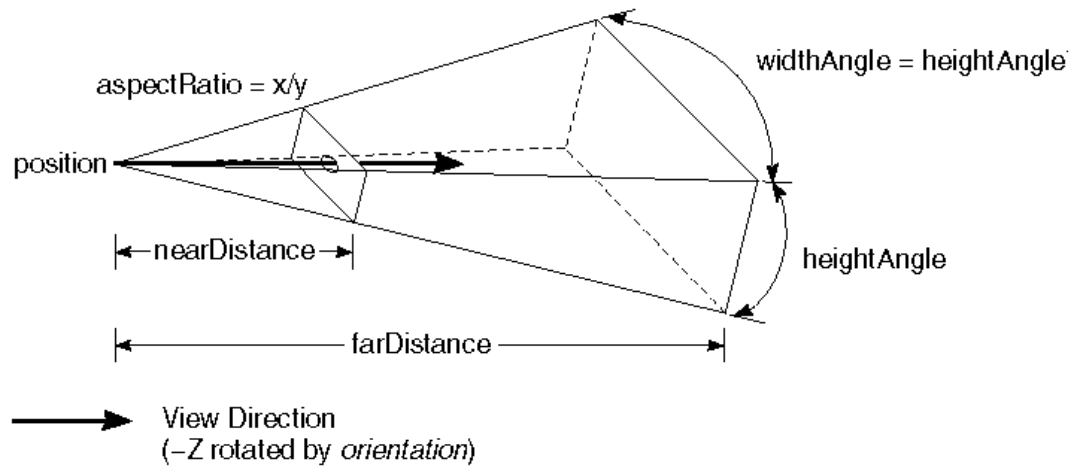 aspectRatio = x/y
widthAngle = heightAngle
position
nearDistance
heightAngle
farDistance
View Direction
(−Z rotated by orientation)